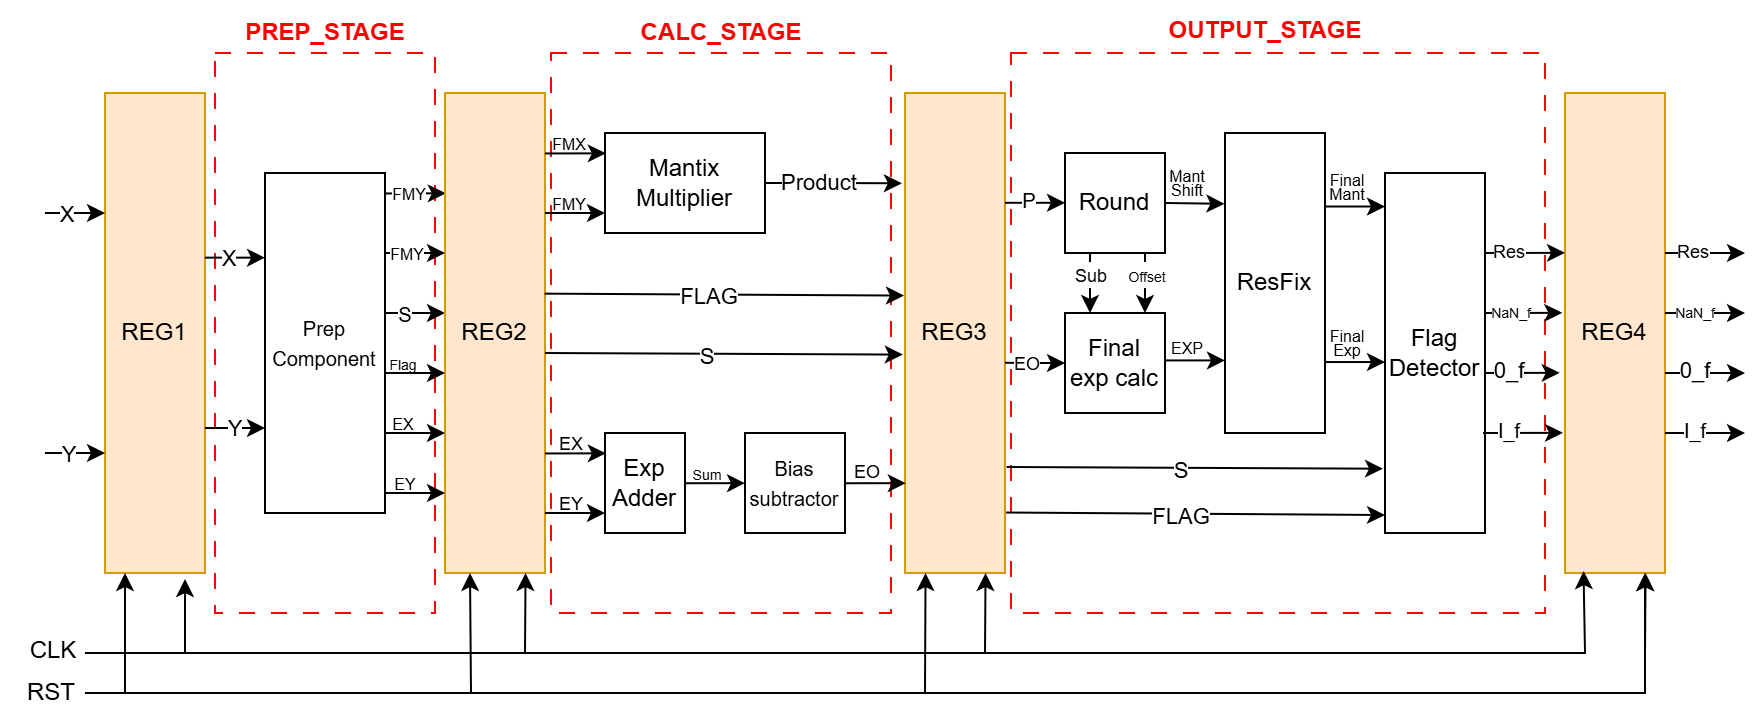 PREP_STAGE
CALC_STAGE
OUTPUT_STAGE
X
Y
REG1
X
Y
Prep
Component
FMY
FMY
S
Flag
EX
EY
REG2
FMX
FMY
Mantix
Multiplier
Product
FLAG
S
EX
EY
Exp
Adder
Sum
Bias
subtractor
EO
REG3
P
EO
Round
Sub
Offset
Final
exp calc
Mant
Shift
EXP
ResFix
Final
Mant
Final
Exp
S
FLAG
Flag
Detector
Res
NaN_f
0_f
I_f
REG4
Res
NaN_f
0_f
I_f
CLK
RST